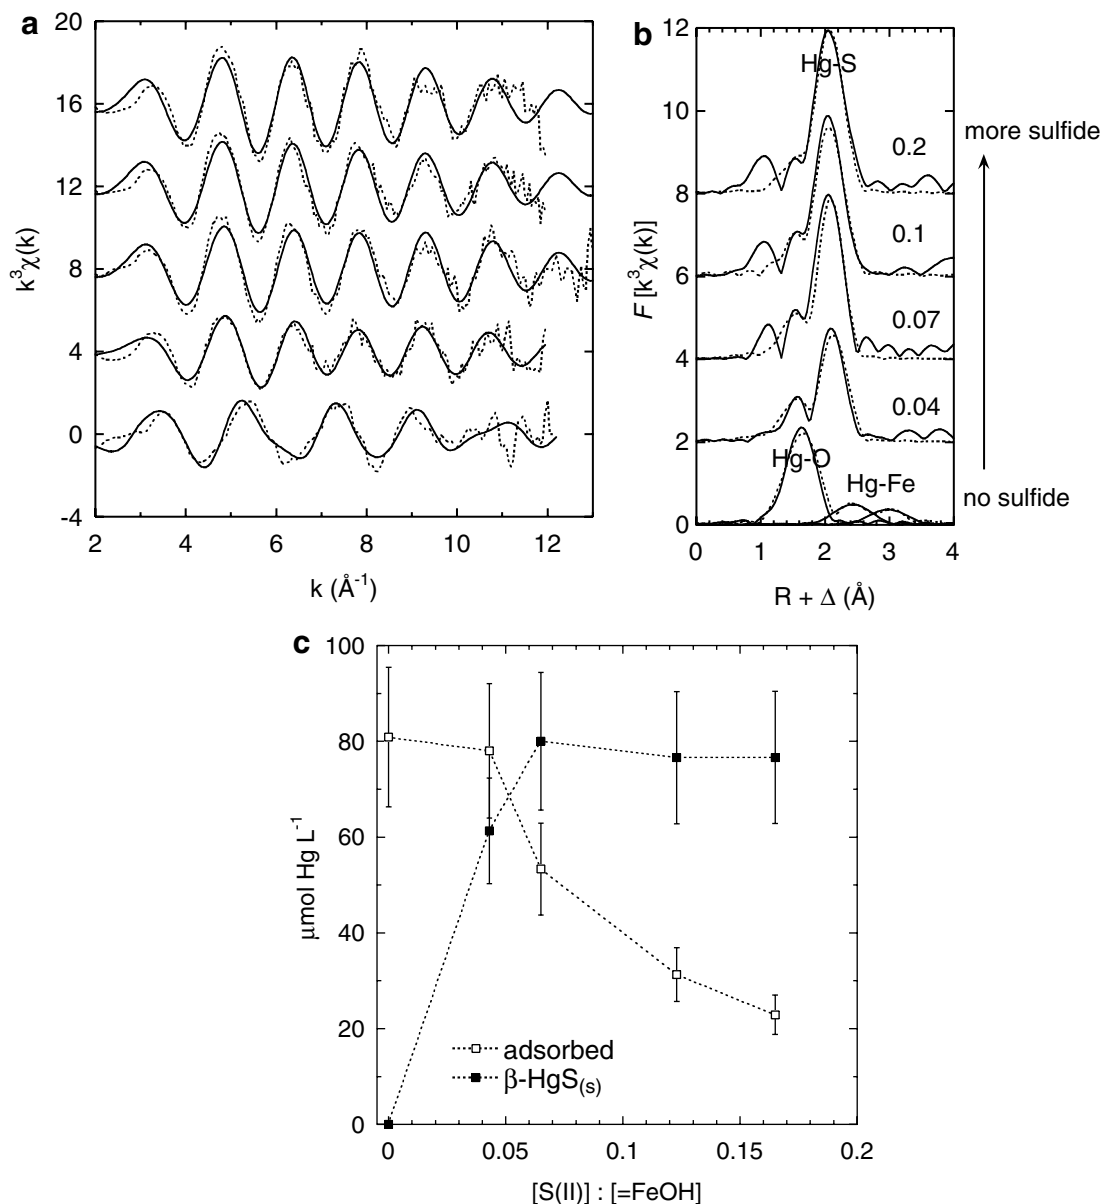 a
20
16
12
8
4
0
-4
k³χ(k)
2 4 6 8 10 12
k (Å⁻¹)
b
12
10
8
6
4
2
0
F [k³χ(k)]
Hg-S
0.2
0.1
0.07
0.04
Hg-O
Hg-Fe
0 1 2 3 4
R + Δ (Å)
more sulfide
no sulfide
c
100
80
60
40
20
0
μmol Hg L⁻¹
adsorbed
β-HgS(s)
0 0.05 0.1 0.15 0.2
[S(II)] : [=FeOH]